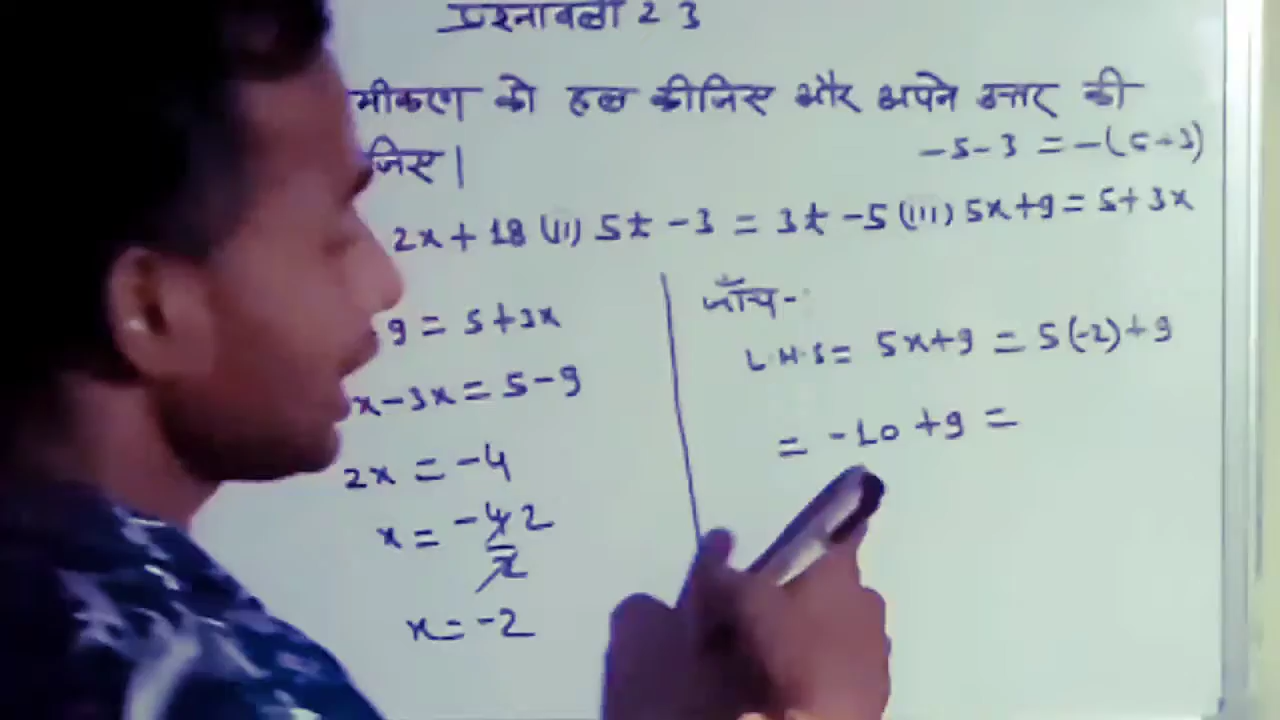 प्रश्नावली 2 3
मीकरण को हल कीजिए और अपने उत्तर की
जिए।
-5-3 = -(5+3)
2x + 18 (ii) 5t - 3 = 3t - 5 (iii) 5x+9 = 5+3x
9 = 5+3x
x-3x = 5-9
2x = -4
x = -4 2
2
x = -2
जाँच-
L.H.S = 5x+9 = 5(-2)+9
= -10 +9 =